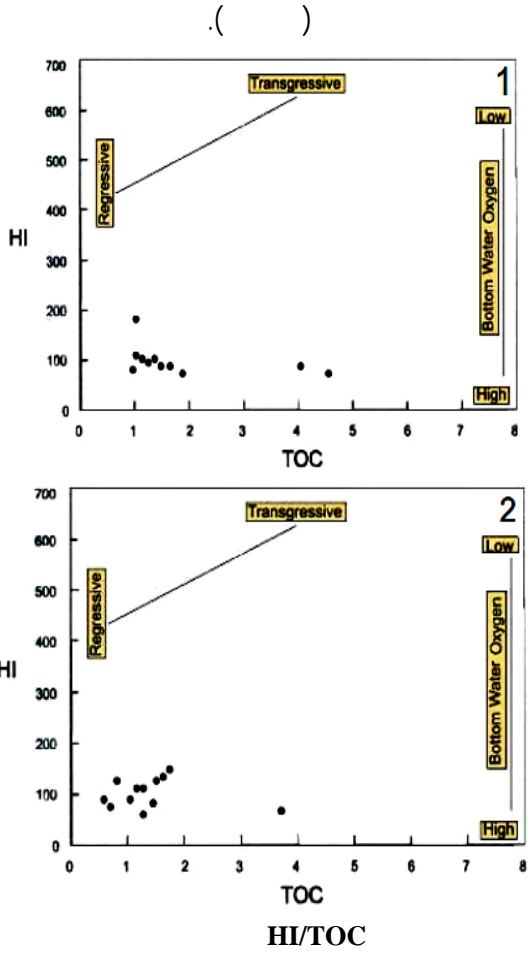 .( )
700
Transgressive
1
600
Low
500
Regressive
Bottom Water Oxygen
400
HI
300
200
100
High
0
0 1 2 3 4 5 6 7 8
TOC
700
Transgressive
2
600
Low
500
Regressive
Bottom Water Oxygen
400
HI
300
200
100
High
0
0 1 2 3 4 5 6 7 8
TOC
HI/TOC